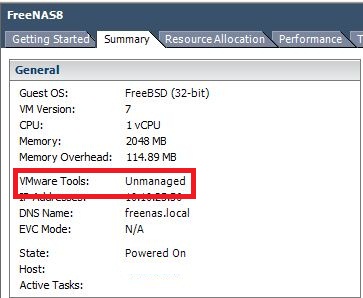 FreeNAS8
Getting Started Summary Resource Allocation Performance T
General
Guest OS: FreeBSD (32-bit)
VM Version: 7
CPU: 1 vCPU
Memory: 2048 MB
Memory Overhead: 114.89 MB
VMware Tools: Unmanaged
IP Addresses:
DNS Name: freenas.local
EVC Mode: N/A
State: Powered On
Host:
Active Tasks: